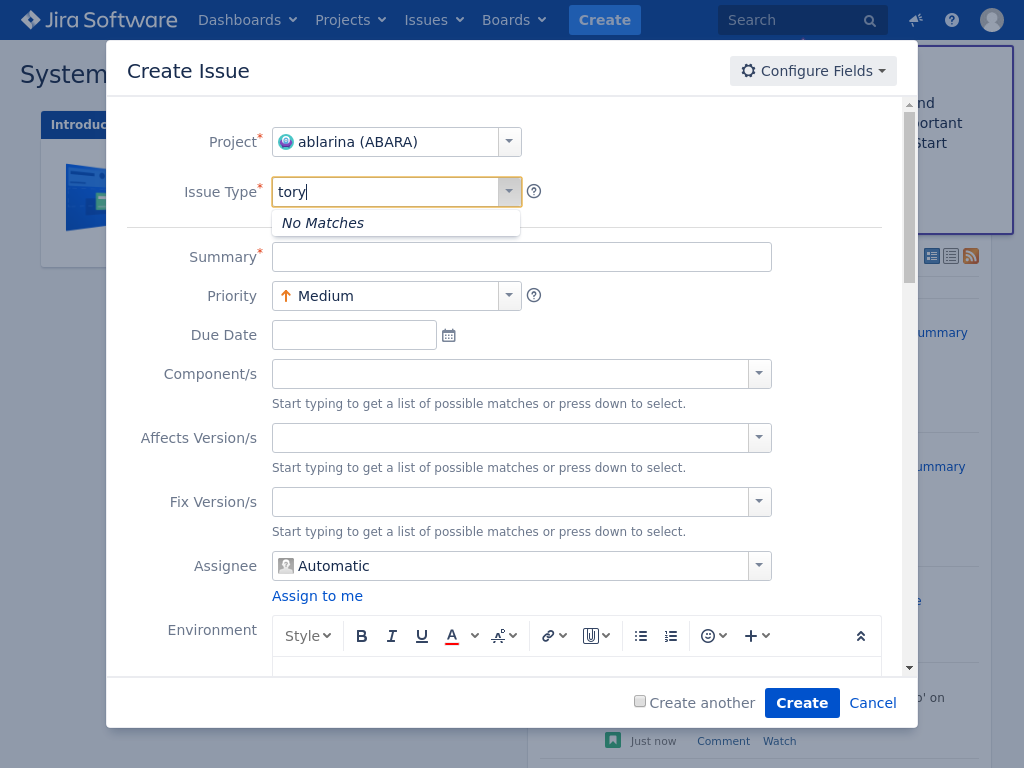 Jira Software Dashboards Projects Issues Boards Create Search
System
Introduc
nd
portant
Start
Create Issue
Configure Fields
Project*
ablarina (ABARA)
Issue Type*
tory
No Matches
Summary*
Priority
Medium
ummary
Due Date
Component/s
Start typing to get a list of possible matches or press down to select.
Affects Version/s
Start typing to get a list of possible matches or press down to select.
ummary
Fix Version/s
Start typing to get a list of possible matches or press down to select.
Assignee
Automatic
Assign to me
e
Environment
Style
B I U A
Create another
Create
Cancel
o' on
Just now Comment Watch